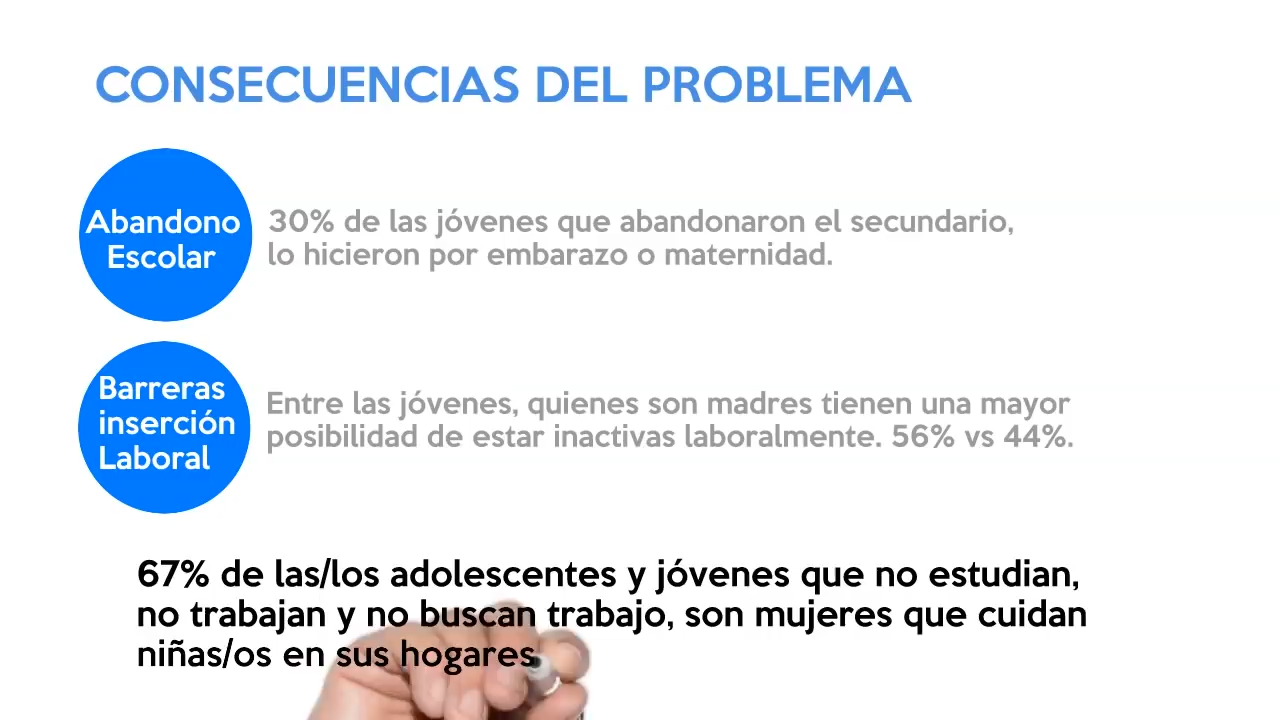 CONSECUENCIAS DEL PROBLEMA
Abandono
Escolar
30% de las jóvenes que abandonaron el secundario,
lo hicieron por embarazo o maternidad.
Barreras
inserción
Laboral
Entre las jóvenes, quienes son madres tienen una mayor
posibilidad de estar inactivas laboralmente. 56% vs 44%.
67% de las/los adolescentes y jóvenes que no estudian,
no trabajan y no buscan trabajo, son mujeres que cuidan
niñas/os en sus hogares